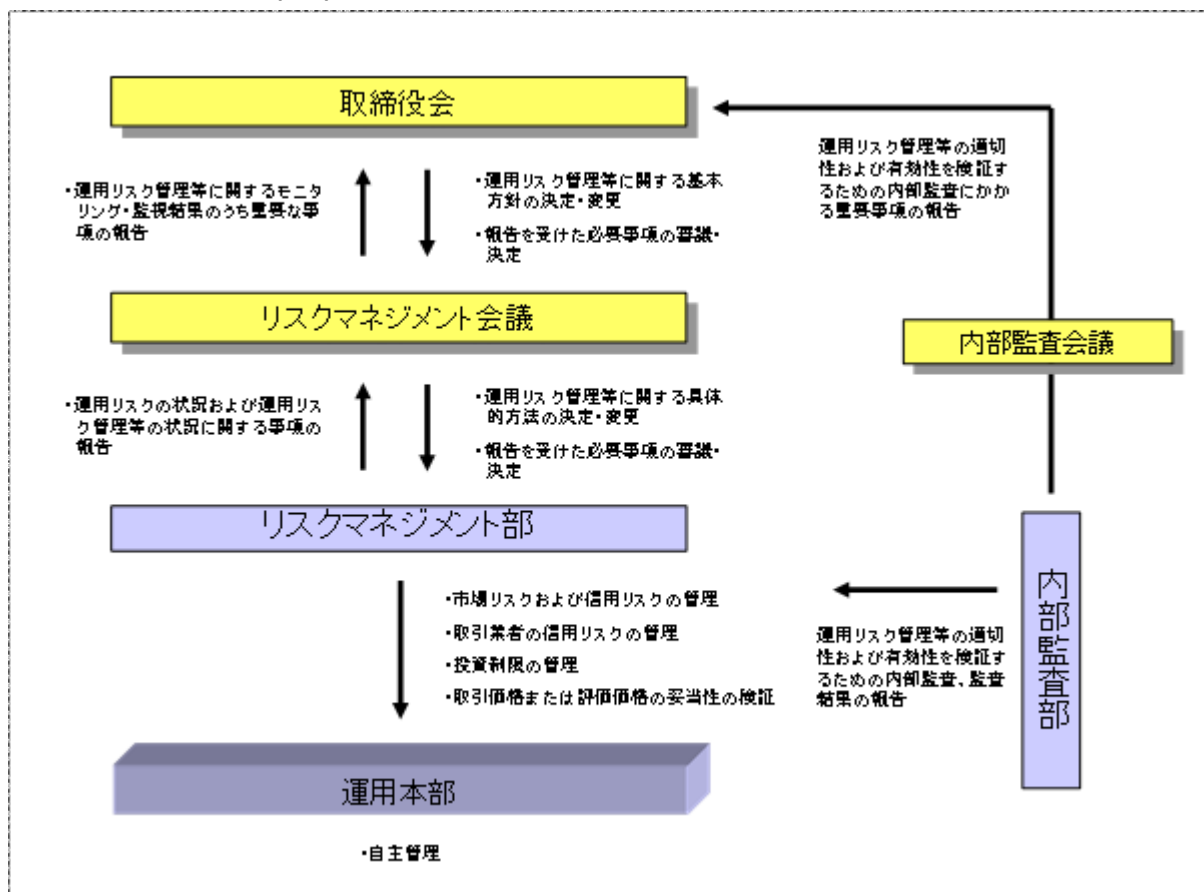 取締役会
・運用リスク管理等に関するモニ
タリング・監視結果のうち重要な事
項の報告
・運用リスク管理等に関する基本
方針の決定・変更
・報告を受けた必要事項の審議・
決定
運用リスク管理等の適切
性および有効性を検証す
るための内部監査にかか
る重要事項の報告
リスクマネジメント会議
内部監査会議
・運用リスクの状況および運用リス
ク管理等の状況に関する事項の
報告
・運用リスク管理等に関する具体
的方法の決定・変更
・報告を受けた必要事項の審議・
決定
リスクマネジメント部
・市場リスクおよび信用リスクの管理
・取引業者の信用リスクの管理
・投資制限の管理
・取引価格または評価価格の妥当性の検証
運用リスク管理等の適切
性および有効性を検証す
るための内部監査、監査
結果の報告
内部監査部
運用本部
・自主管理